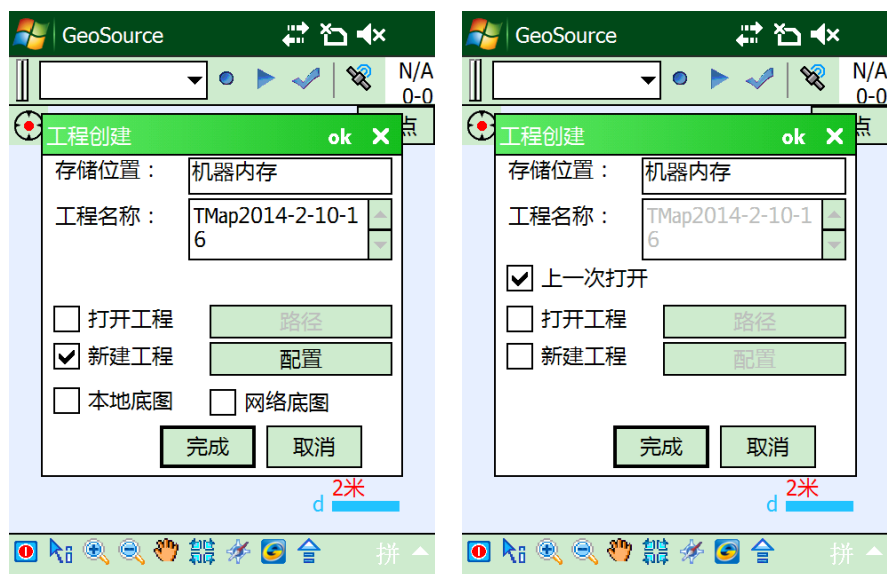 GeoSource
N/A
0-0
点
工程创建 ok
存储位置： 机器内存
工程名称： TMap2014-2-10-1
6
打开工程 路径
新建工程 配置
本地底图 网络底图
完成 取消
2米
d
拼
GeoSource
N/A
0-0
点
工程创建 ok
存储位置： 机器内存
工程名称： TMap2014-2-10-1
6
上一次打开
打开工程 路径
新建工程 配置
完成 取消
2米
d
拼